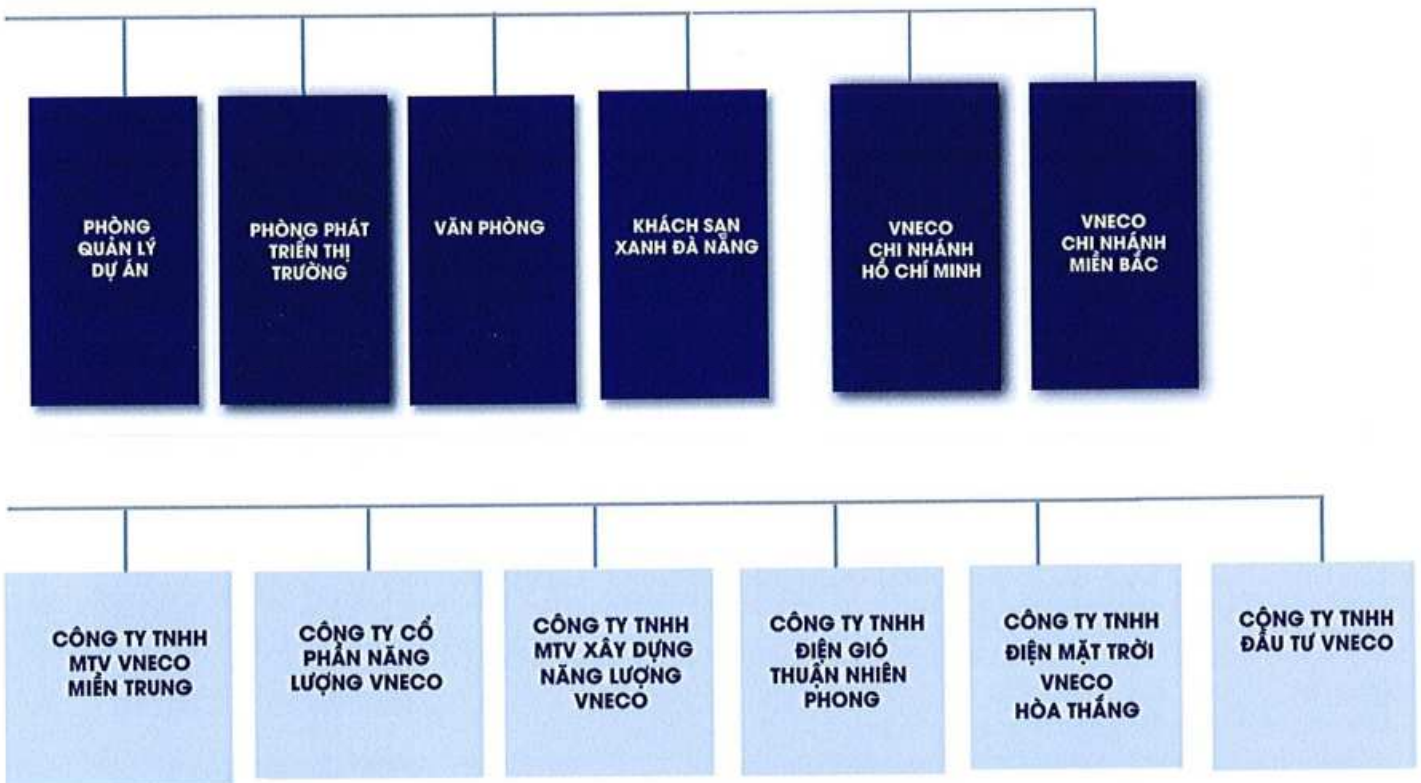 PHÒNG
QUẢN LÝ
DỰ ÁN
PHÒNG PHÁT
TRIỂN THỊ
TRƯỜNG
VĂN PHÒNG
KHÁCH SẠN
XANH ĐÀ NẴNG
VNECO
CHI NHÁNH
HỒ CHÍ MINH
VNECO
CHI NHÁNH
MIỀN BẮC
CÔNG TY TNHH
MTV VNECO
MIỀN TRUNG
CÔNG TY CỔ
PHẦN NĂNG
LƯỢNG VNECO
CÔNG TY TNHH
MTV XÂY DỰNG
NĂNG LƯỢNG
VNECO
CÔNG TY TNHH
ĐIỆN GIÓ
THUẬN NHIÊN
PHONG
CÔNG TY TNHH
ĐIỆN MẶT TRỜI
VNECO
HÒA THẮNG
CÔNG TY TNHH
ĐẦU TƯ VNECO